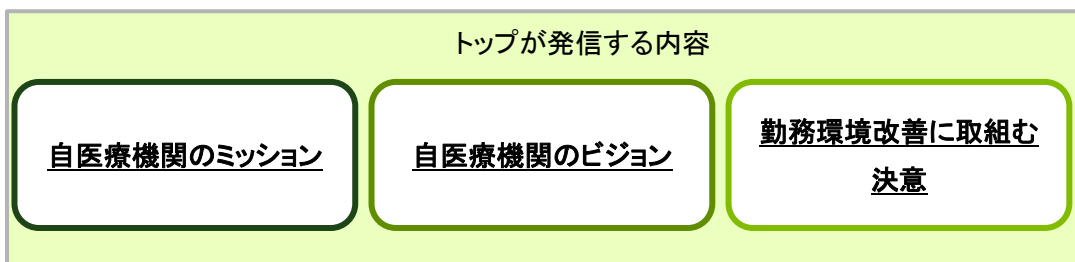 トップが発信する内容
自医療機関のミッション
自医療機関のビジョン
勤務環境改善に取組む
決意